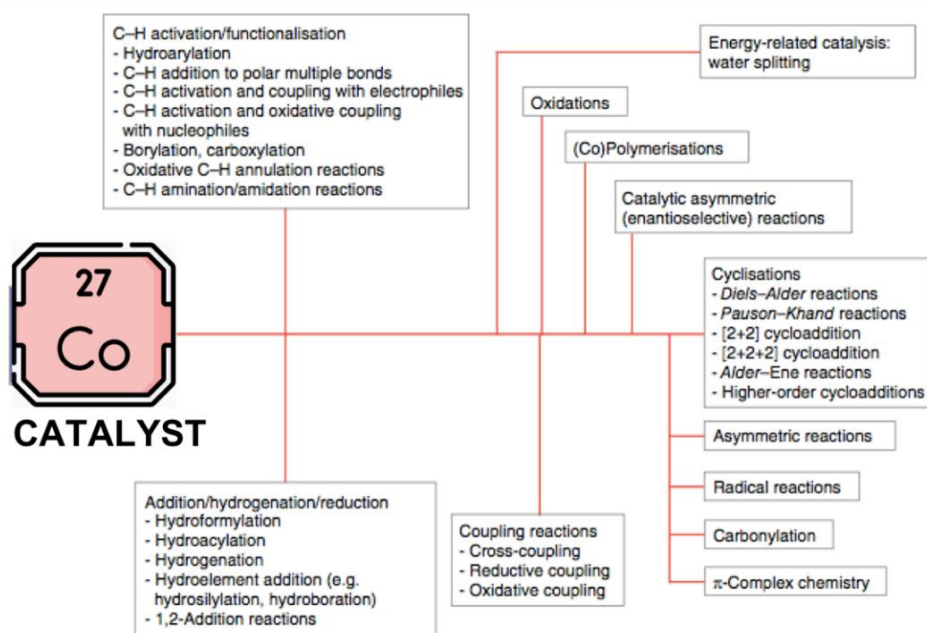 C–H activation/functionalisation
- Hydroarylation
- C–H addition to polar multiple bonds
- C–H activation and coupling with electrophiles
- C–H activation and oxidative coupling
with nucleophiles
- Borylation, carboxylation
- Oxidative C–H annulation reactions
- C–H amination/amidation reactions
Energy-related catalysis:
water splitting
Oxidations
(Co)Polymerisations
Catalytic asymmetric
(enantioselective) reactions
27
Co
CATALYST
Cyclisations
- Diels–Alder reactions
- Pauson–Khand reactions
- [2+2] cycloaddition
- [2+2+2] cycloaddition
- Alder–Ene reactions
- Higher-order cycloadditions
Asymmetric reactions
Radical reactions
Carbonylation
π-Complex chemistry
Addition/hydrogenation/reduction
- Hydroformylation
- Hydroacylation
- Hydrogenation
- Hydroelement addition (e.g.
hydrosilylation, hydroboration)
- 1,2-Addition reactions
Coupling reactions
- Cross-coupling
- Reductive coupling
- Oxidative coupling